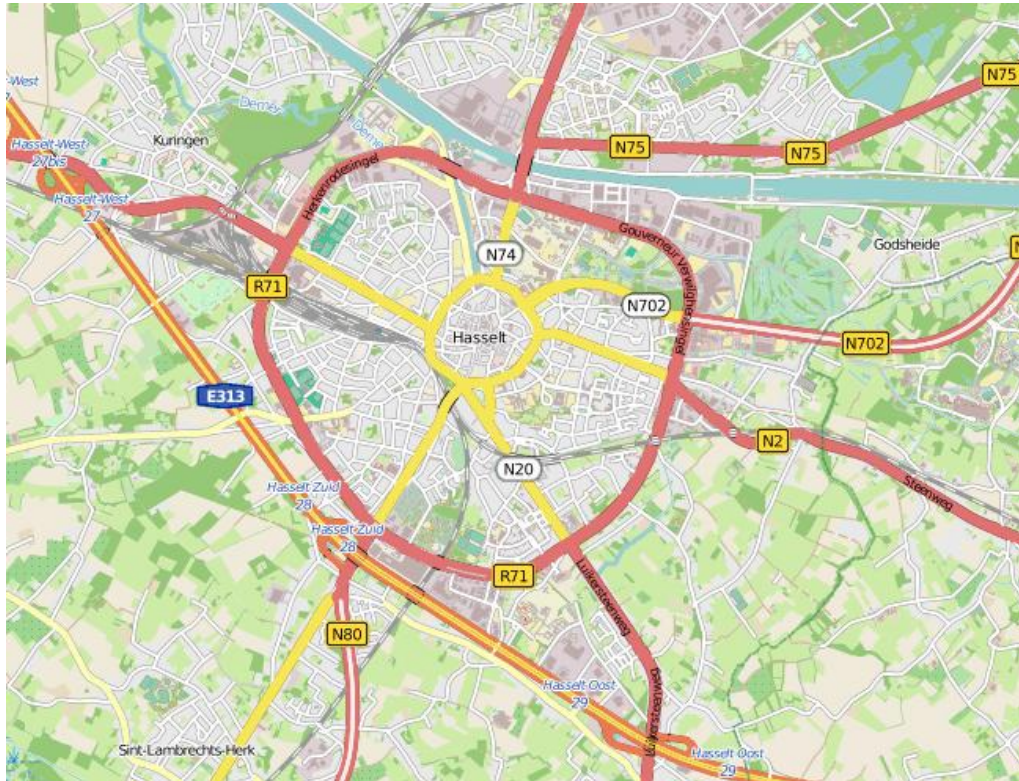 N75
-West
Demer
Hasselt-West
27bis
Kuringen
Demer
N75
N75
Hasselt-West
27
Herkenrodesingel
Gouverneur Verwilghensingel
Godsheide
N74
R71
N702
Hasselt
N702
E313
N2
N20
Steenweg
Hasselt Zuid
28
Hasselt Zuid
28
R71
Luikersteenweg
N80
Hasselt Oost
29
Luikersteenweg
Sint-Lambrechts-Herk
Hasselt Oost
29